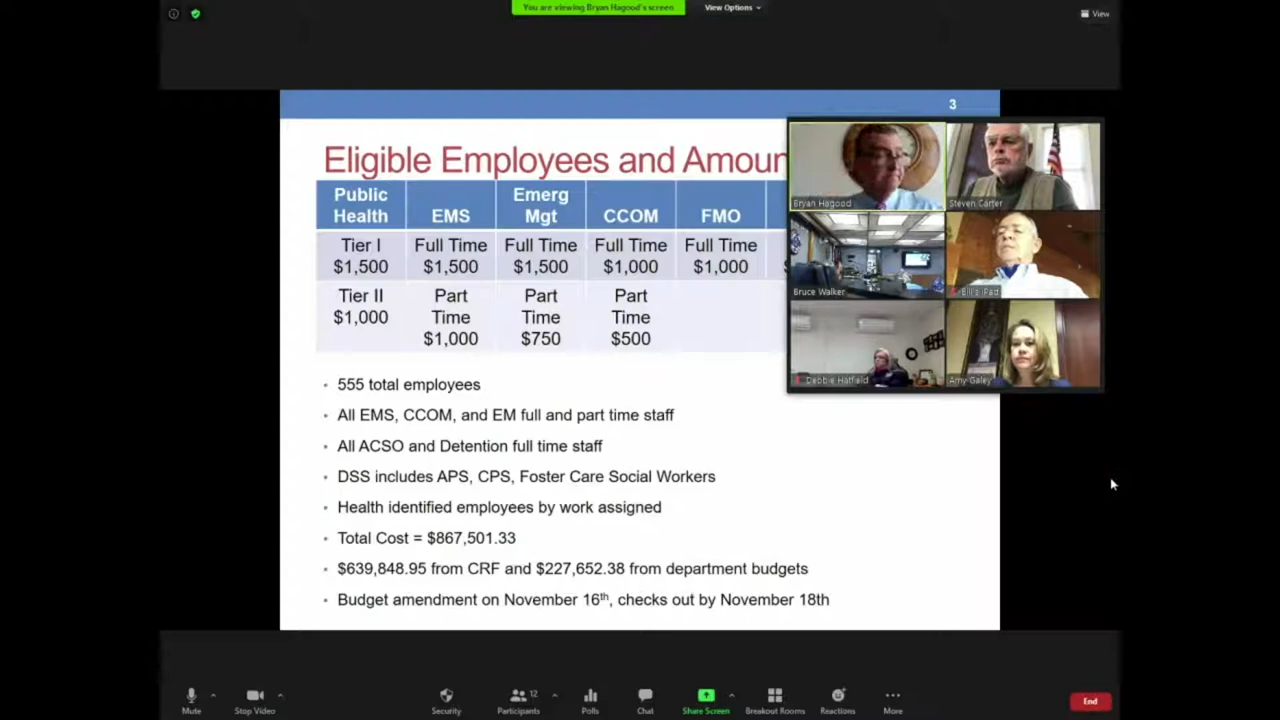 You are viewing Bryan Hagood's screen
View Options
View
3
Eligible Employees and Amoun
Public Health
EMS
Emerg Mgt
CCOM
FMO
Tier I $1,500
Full Time $1,500
Full Time $1,500
Full Time $1,000
Full Time $1,000
Tier II $1,000
Part Time $1,000
Part Time $750
Part Time $500
Bryan Hagood
Steven Carter
Bruce Walker
Bill's iPad
Debbie Hatfield
Amy Galey
• 555 total employees
• All EMS, CCOM, and EM full and part time staff
• All ACSO and Detention full time staff
• DSS includes APS, CPS, Foster Care Social Workers
• Health identified employees by work assigned
• Total Cost = $867,501.33
• $639,848.95 from CRF and $227,652.38 from department budgets
• Budget amendment on November 16th, checks out by November 18th
Mute
Stop Video
Security
Participants
12
Polls
Chat
Share Screen
Breakout Rooms
Reactions
More
End